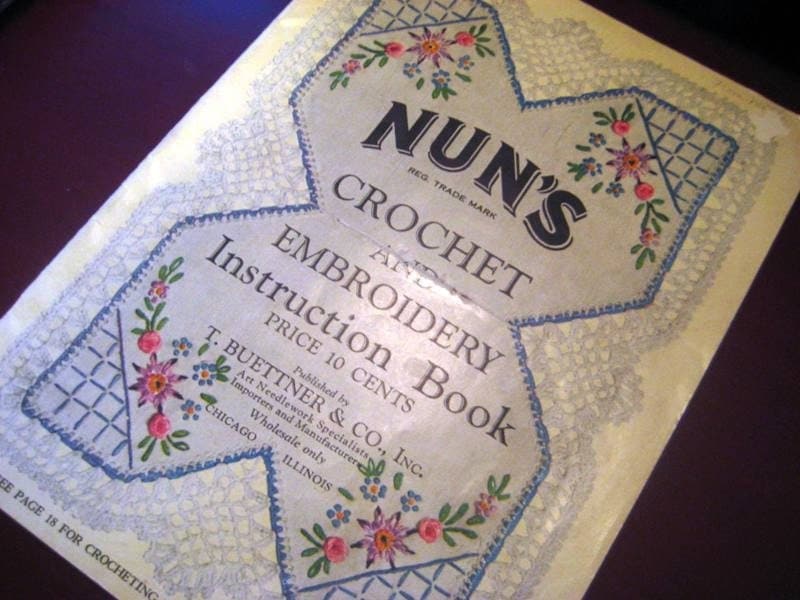 NUN'S
REG. TRADE MARK
CROCHET
AND
EMBROIDERY
Instruction Book
PRICE 10 CENTS
Published by
T. BUETTNER & CO., INC.
Art Needlework Specialists
Importers and Manufacturers
Wholesale only
CHICAGO ILLINOIS
SEE PAGE 18 FOR CROCHETING